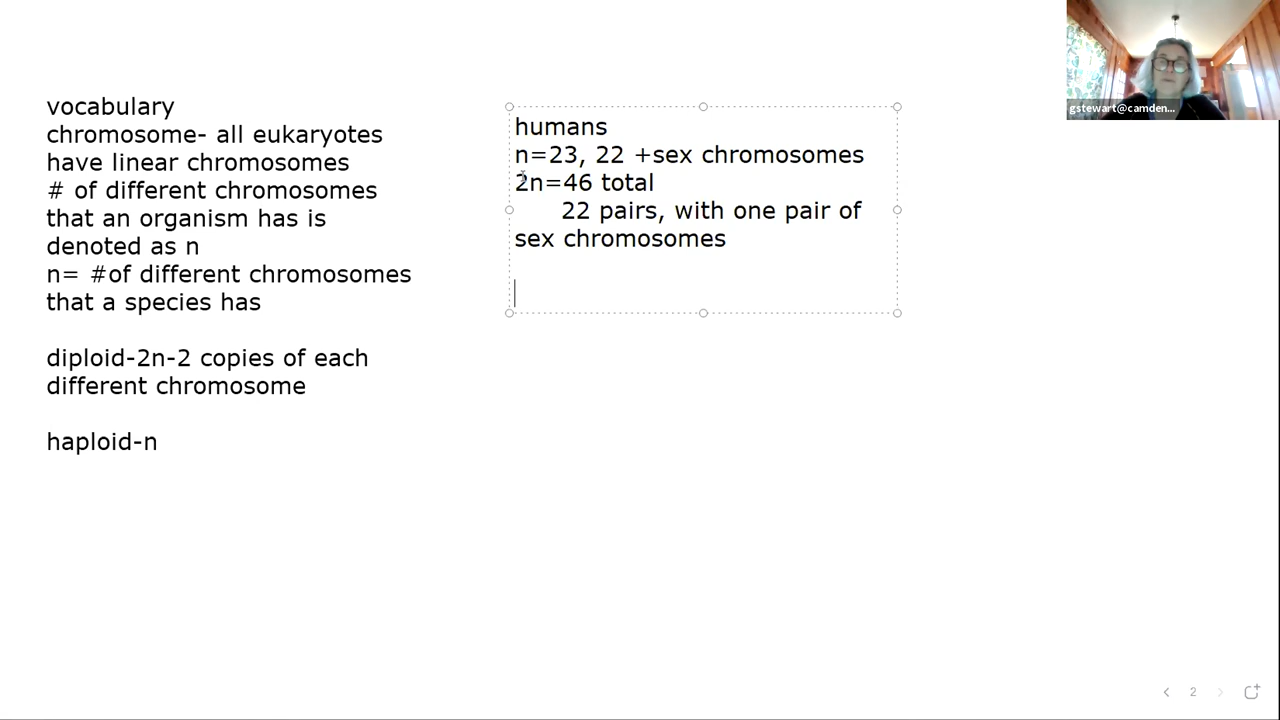 vocabulary
chromosome- all eukaryotes
have linear chromosomes
# of different chromosomes
that an organism has is
denoted as n
n= #of different chromosomes
that a species has
diploid-2n-2 copies of each
different chromosome
haploid-n
humans
n=23, 22 +sex chromosomes
2n=46 total
22 pairs, with one pair of
sex chromosomes
gstewart@camden...
2